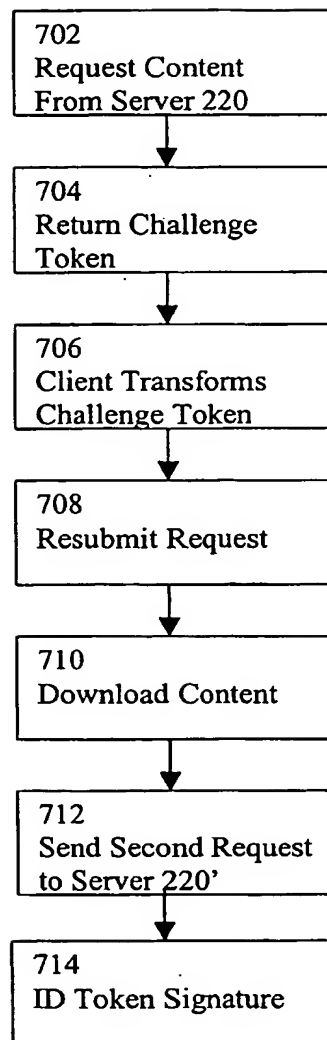 702
Request Content
From Server 220
704
Return Challenge
Token
706
Client Transforms
Challenge Token
708
Resubmit Request
710
Download Content
712
Send Second Request
to Server 220'
714
ID Token Signature